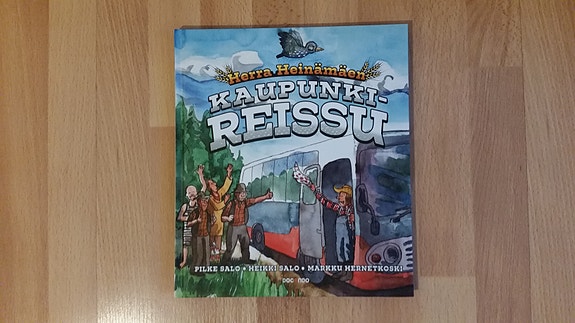 Herra Heinämäen
KAUPUNKI-
REISSU
PILKE SALO • HEIKKI SALO • MARKKU HERNETKOSKI